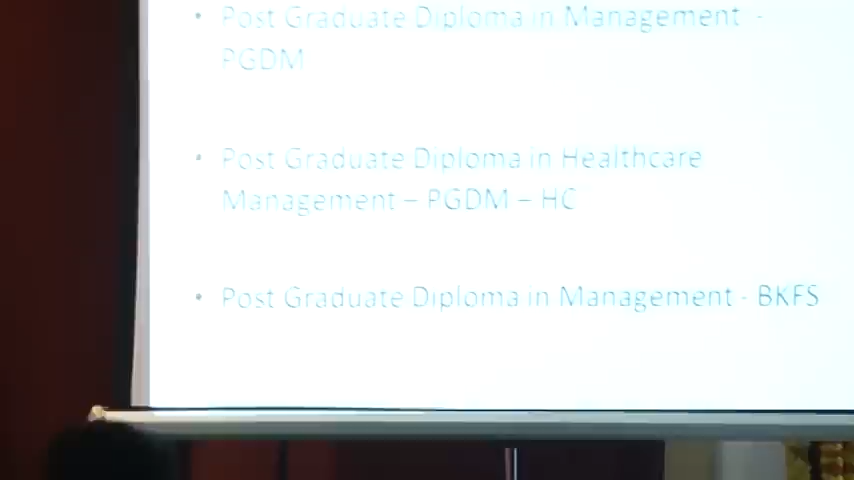 • Post Graduate Diploma in Management -
PGDM
• Post Graduate Diploma in Healthcare
Management – PGDM – HC
• Post Graduate Diploma in Management - BKFS